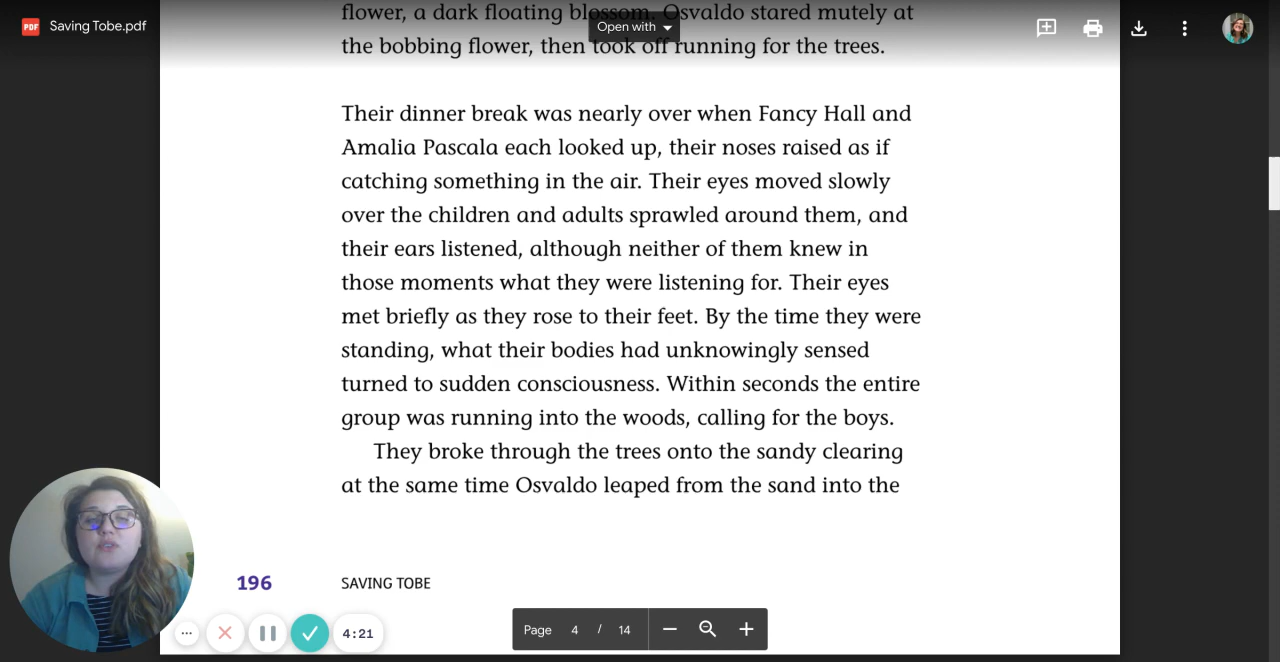 flower, a dark floating blossom. Osvaldo stared mutely at
PDF Saving Tobe.pdf
Open with
the bobbing flower, then took off running for the trees.
Their dinner break was nearly over when Fancy Hall and
Amalia Pascala each looked up, their noses raised as if
catching something in the air. Their eyes moved slowly
over the children and adults sprawled around them, and
their ears listened, although neither of them knew in
those moments what they were listening for. Their eyes
met briefly as they rose to their feet. By the time they were
standing, what their bodies had unknowingly sensed
turned to sudden consciousness. Within seconds the entire
group was running into the woods, calling for the boys.
They broke through the trees onto the sandy clearing
at the same time Osvaldo leaped from the sand into the
196 SAVING TOBE
Page 4 / 14
4:21